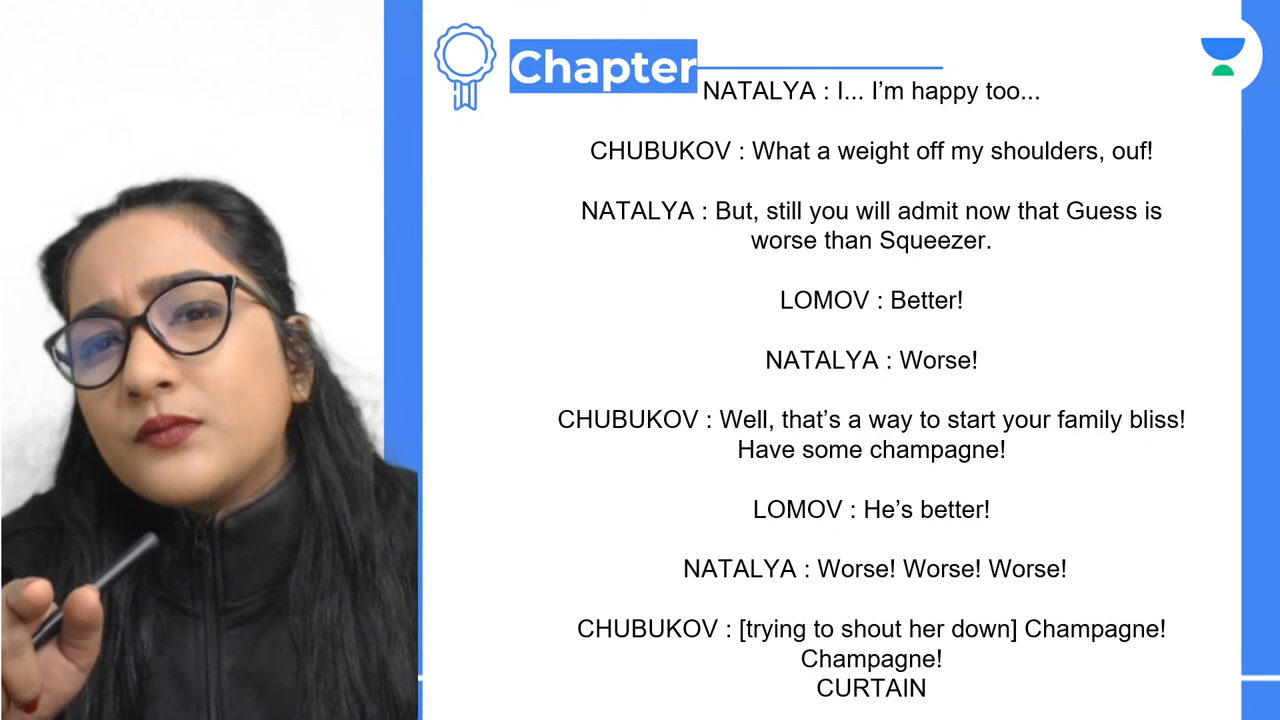 Chapter
NATALYA : I... I’m happy too...
CHUBUKOV : What a weight off my shoulders, ouf!
NATALYA : But, still you will admit now that Guess is
worse than Squeezer.
LOMOV : Better!
NATALYA : Worse!
CHUBUKOV : Well, that’s a way to start your family bliss!
Have some champagne!
LOMOV : He’s better!
NATALYA : Worse! Worse! Worse!
CHUBUKOV : [trying to shout her down] Champagne!
Champagne!
CURTAIN